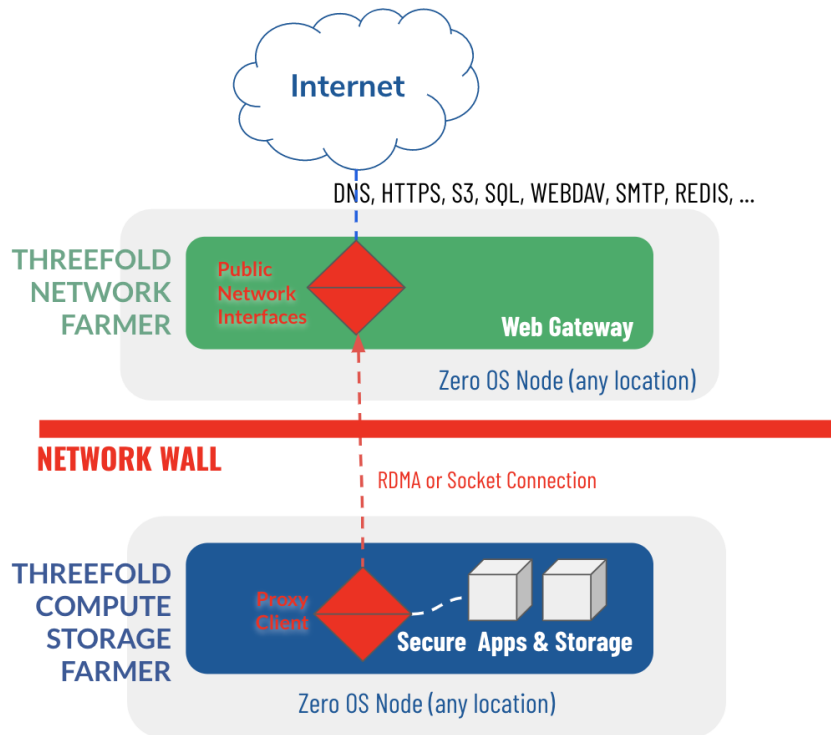 Internet
DNS, HTTPS, S3, SQL, WEBDAV, SMTP, REDIS, ...
THREEFOLD
NETWORK
FARMER
Public
Network
Interfaces
Web Gateway
Zero OS Node (any location)
NETWORK WALL
RDMA or Socket Connection
THREEFOLD
COMPUTE
STORAGE
FARMER
Proxy
Client
Secure Apps & Storage
Zero OS Node (any location)